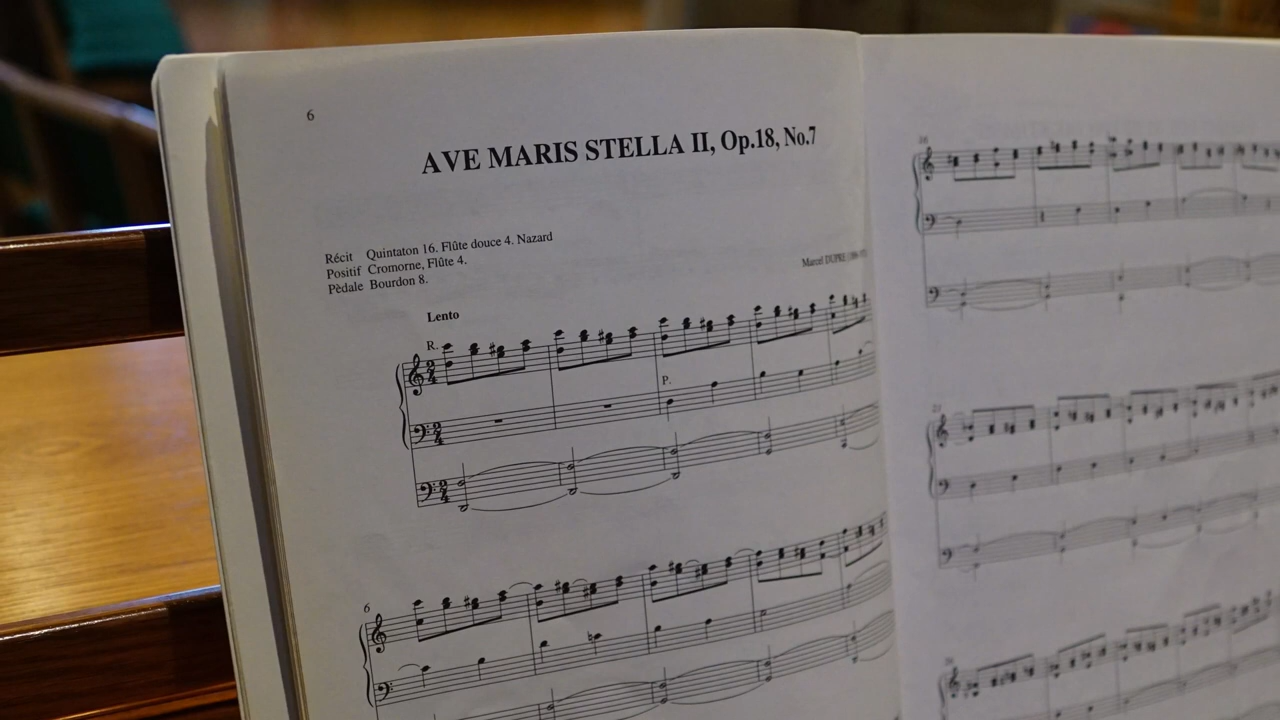 6
AVE MARIS STELLA II, Op.18, No.7
Récit Quintaton 16. Flûte douce 4. Nazard
Positif Cromorne, Flûte 4.
Pèdale Bourdon 8.
Marcel DUPRE
Lento
R.
P.
6
21